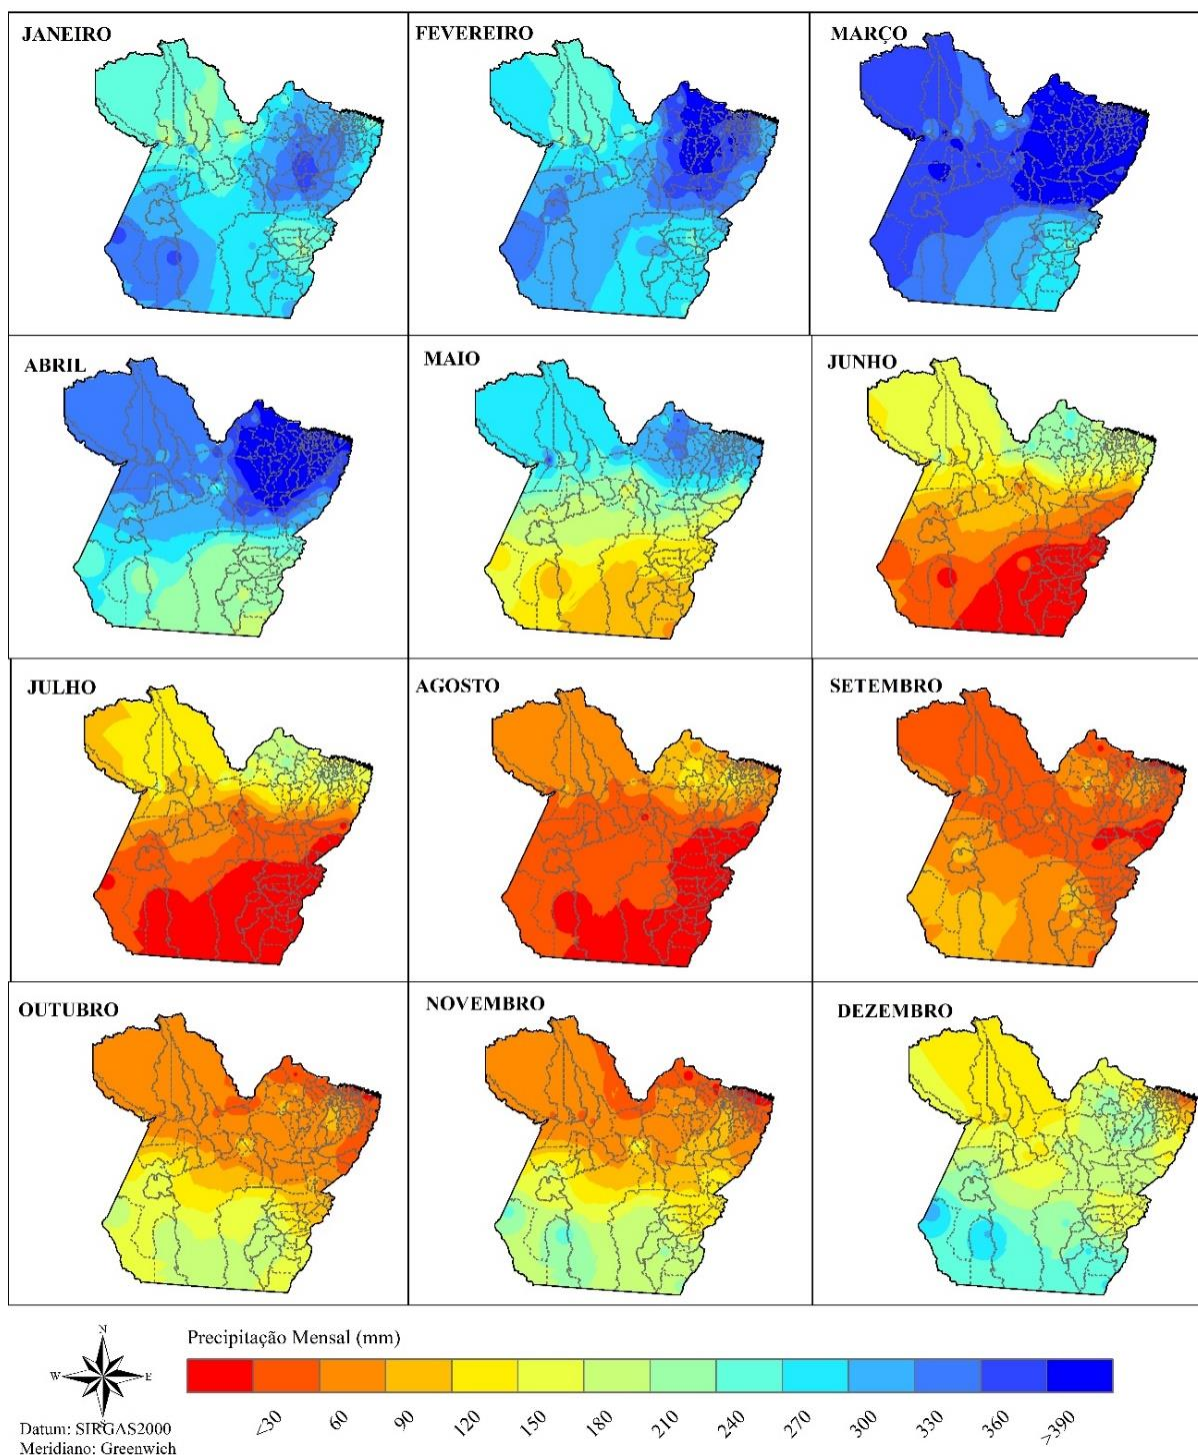 JANEIRO
FEVEREIRO
MARÇO
ABRIL
MAIO
JUNHO
JULHO
AGOSTO
SETEMBRO
OUTUBRO
NOVEMBRO
DEZEMBRO
N
W E
S
Precipitação Mensal (mm)
<30 60 90 120 150 180 210 240 270 300 330 360 >390
Datum: SIRGAS2000
Meridiano: Greenwich